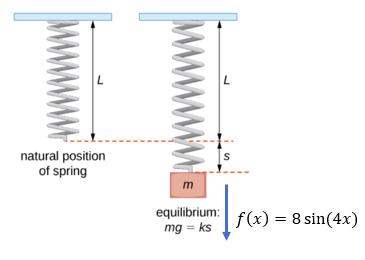 L
L
natural position
of spring
s
m
equilibrium:
mg = ks
f(x) = 8 sin(4x)